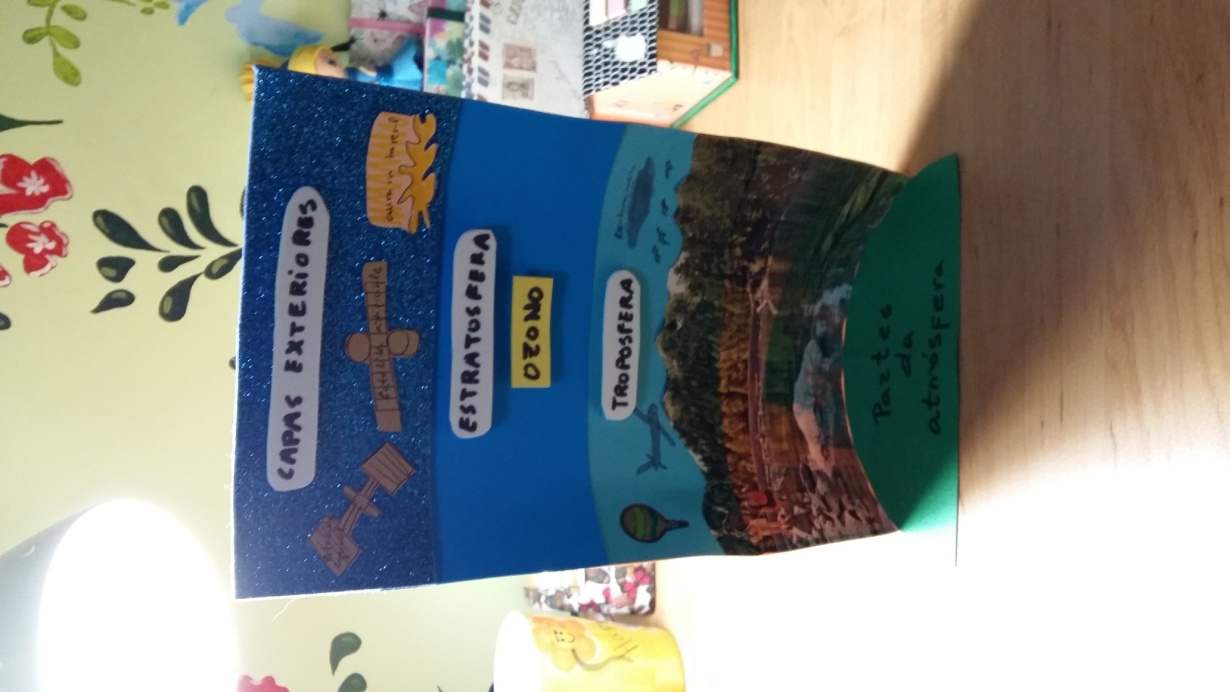 CAPAS EXTERIORES
ESTRATOSFERA
OZONO
TROPOSFERA
Partes
da
atmósfera